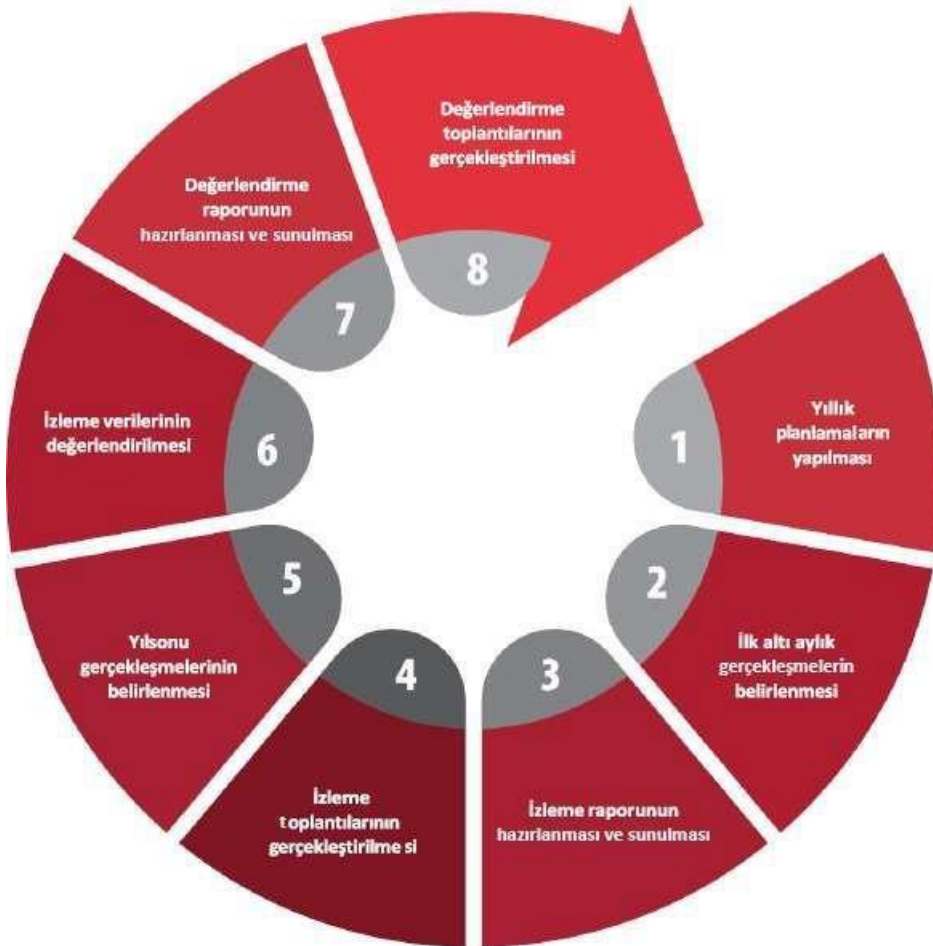 1
Yıllık
planlamaların
yapılması
2
İlk altı aylık
gerçekleşmelerin
belirlenmesi
3
İzleme raporunun
hazırlanması ve sunulması
4
İzleme
toplantılarının
gerçekleştirilme si
5
Yılsonu
gerçekleşmelerinin
belirlenmesi
6
İzleme verilerinin
değerlendirilmesi
7
Değerlendirme
raporunun
hazırlanması ve sunulması
8
Değerlendirme
toplantılarının
gerçekleştirilmesi